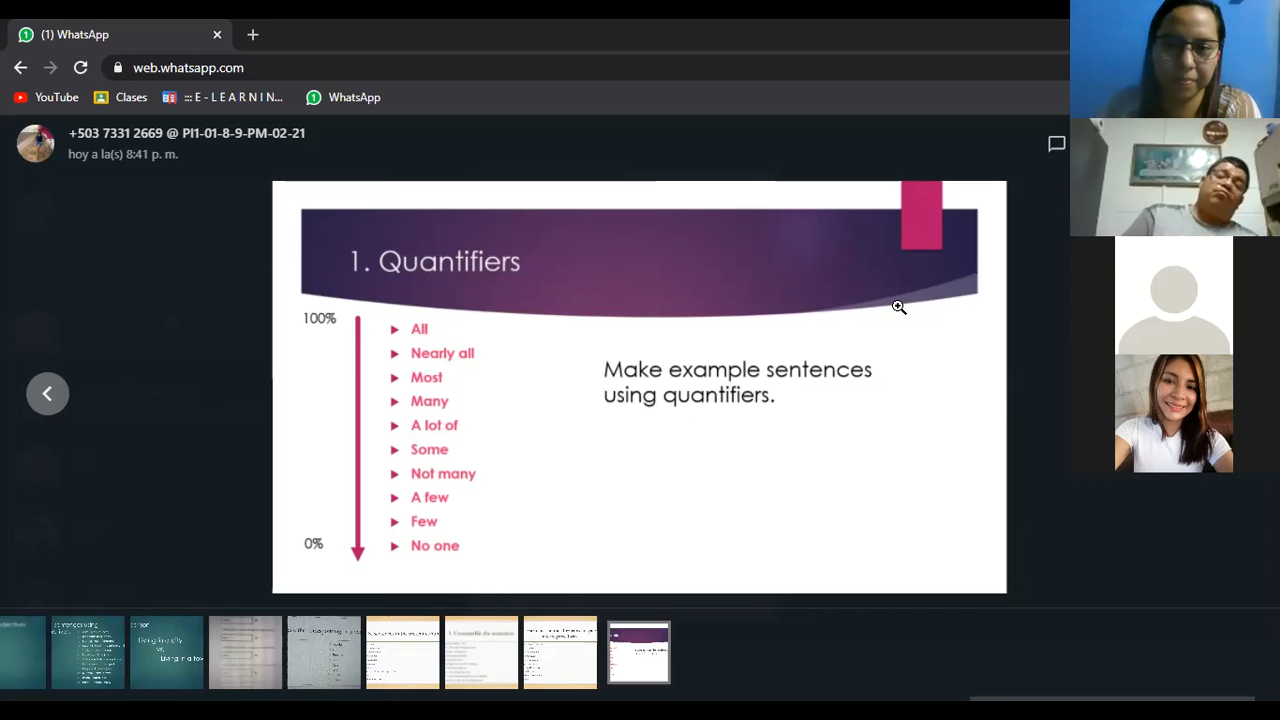 (1) WhatsApp
web.whatsapp.com
YouTube
Clases
::: E - L E A R N I N...
WhatsApp
+503 7331 2669 @ PI1-01-8-9-PM-02-21
hoy a la(s) 8:41 p. m.
1. Quantifiers
100%
All
Nearly all
Most
Many
A lot of
Some
Not many
A few
Few
No one
0%
Make example sentences
using quantifiers.